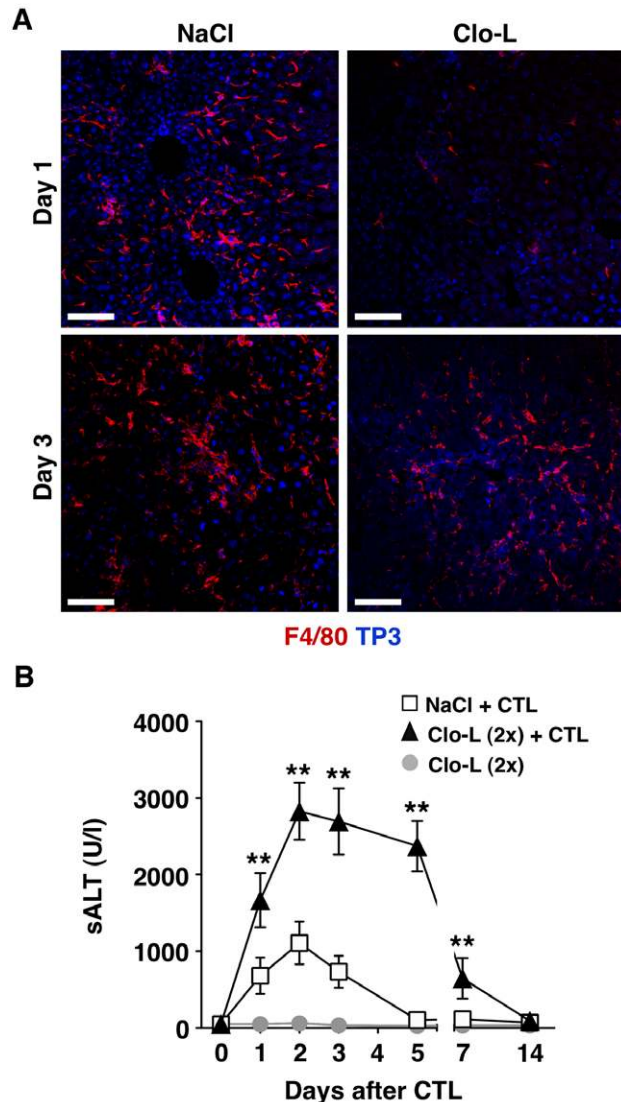 A
NaCl Clo-L
Day 1
Day 3
F4/80 TP3
B
NaCl + CTL
Clo-L (2x) + CTL
Clo-L (2x)
sALT (U/l)
4000
3000
2000
1000
0
** ** ** ** **
0 1 2 3 4 5 7 14
Days after CTL